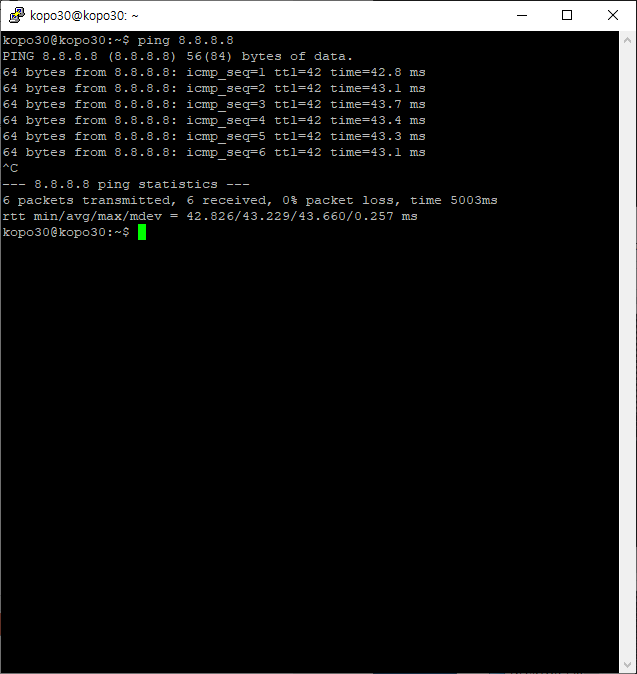 kopo30@kopo30: ~
kopo30@kopo30:~$ ping 8.8.8.8
PING 8.8.8.8 (8.8.8.8) 56(84) bytes of data.
64 bytes from 8.8.8.8: icmp_seq=1 ttl=42 time=42.8 ms
64 bytes from 8.8.8.8: icmp_seq=2 ttl=42 time=43.1 ms
64 bytes from 8.8.8.8: icmp_seq=3 ttl=42 time=43.7 ms
64 bytes from 8.8.8.8: icmp_seq=4 ttl=42 time=43.4 ms
64 bytes from 8.8.8.8: icmp_seq=5 ttl=42 time=43.3 ms
64 bytes from 8.8.8.8: icmp_seq=6 ttl=42 time=43.1 ms
^C
--- 8.8.8.8 ping statistics ---
6 packets transmitted, 6 received, 0% packet loss, time 5003ms
rtt min/avg/max/mdev = 42.826/43.229/43.660/0.257 ms
kopo30@kopo30:~$